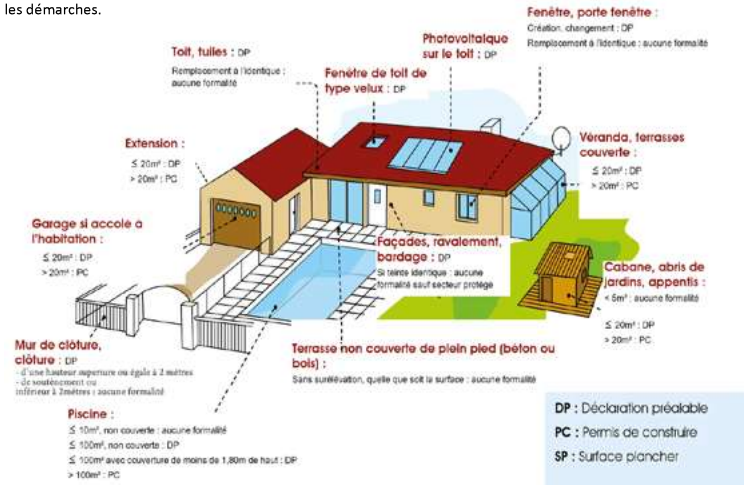 les démarches.
Fenêtre, porte fenêtre :
Création, changement : DP
Remplacement à l'identique : aucune formalité
Photovoltaïque
sur le toit : DP
Toit, tuiles : DP
Remplacement à l'identique :
aucune formalité
Fenêtre de toit de
type velux : DP
Extension :
≤ 20m² : DP
> 20m² : PC
Véranda, terrasses
couverte :
≤ 20m² : DP
> 20m² : PC
Garage si accolé à
l'habitation :
≤ 20m² : DP
> 20m² : PC
Façades, ravalement,
bardage : DP
Si teinte identique : aucune
formalité sauf secteur protégé
Cabane, abris de
jardins, appentis :
< 5m² : aucune formalité
≤ 20m² : DP
> 20m² : PC
Mur de clôture,
clôture : DP
- d'une hauteur superieure ou égale à 2 mètres
- de soutènement ou
inférieur à 2mètres : aucune formalité
Terrasse non couverte de plein pied (béton ou
bois) :
Sans surélévation, quelle que soit la surface : aucune formalité
Piscine :
≤ 10m², non couverte : aucune formalité
≤ 100m², non couverte : DP
≤ 100m² avec couverture de moins de 1,80m de haut : DP
> 100m² : PC
DP : Déclaration préalable
PC : Permis de construire
SP : Surface plancher